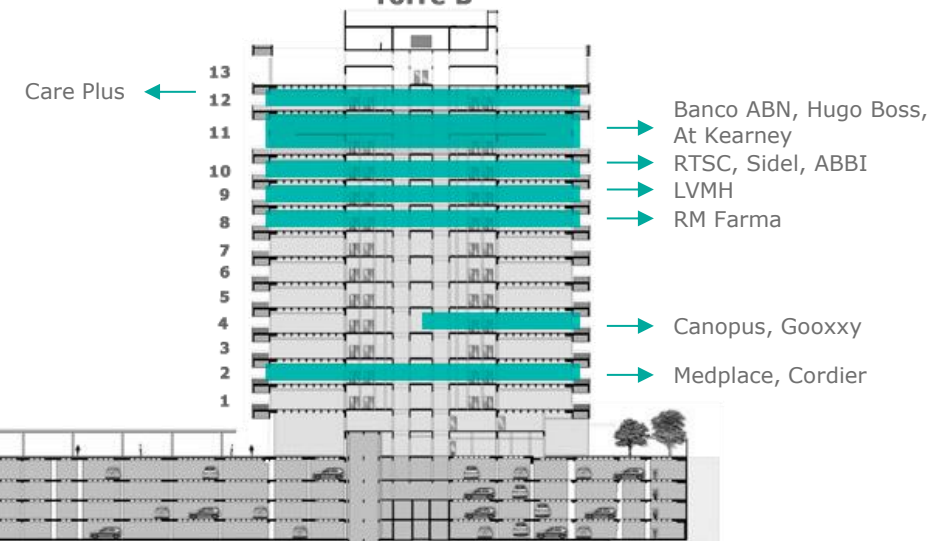 Torre B
13
Care Plus
12
Banco ABN, Hugo Boss,
11
At Kearney
RTSC, Sidel, ABBI
10
LVMH
9
RM Farma
8
7
6
5
4
Canopus, Gooxxy
3
2
Medplace, Cordier
1